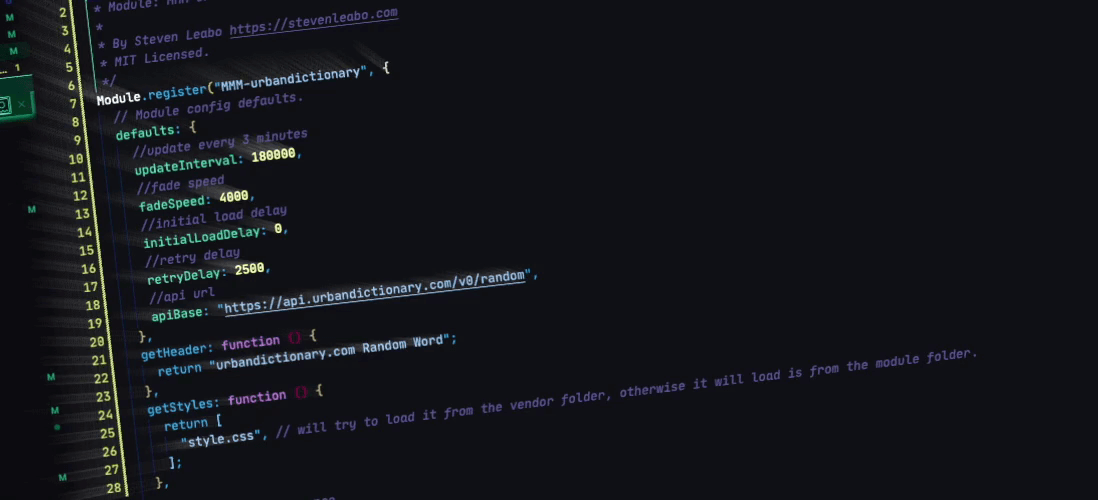 M
M
M
1
M
M
M
M
2 * Module:
3 *
4 * By Steven Leabo https://stevenleabo.com
5 * MIT Licensed.
6 */
7 Module.register("MMM-urbandictionary", {
8 // Module config defaults.
9 defaults: {
10 //update every 3 minutes
11 updateInterval: 180000,
12 //fade speed
13 fadeSpeed: 4000,
14 //initial load delay
15 initialLoadDelay: 0,
16 //retry delay
17 retryDelay: 2500,
18 //api url
19 apiBase: "https://api.urbandictionary.com/v0/random",
20 },
21 getHeader: function () {
22 return "urbandictionary.com Random Word";
23 },
24 getStyles: function () {
25 return [
26 "style.css", // will try to load it from the vendor folder, otherwise it will load is from the module folder.
27 ];
28 },